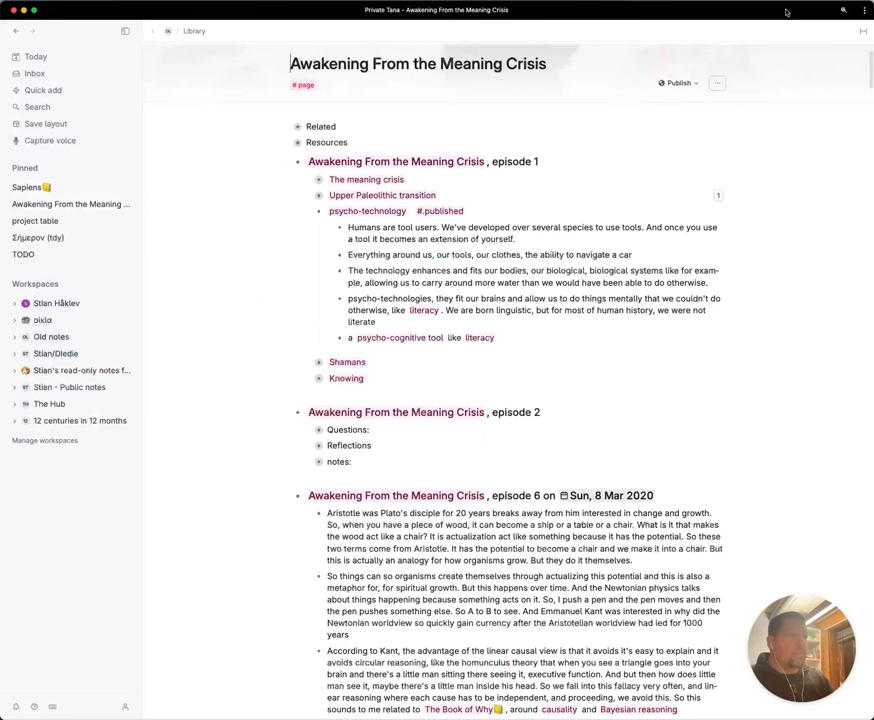 Private Tana - Awakening From the Meaning Crisis
Library
Today
Inbox
Quick add
Search
Save layout
Capture voice
Pinned
Sapiens📒
Awakening From the Meaning ...
project table
Σήμερον (tdy)
TODO
Workspaces
Stian Håklev
οἰκία
OL Old notes
ST Stian/Dledie
Stian's read-only notes f...
ST Stian - Public notes
TH The Hub
12 centuries in 12 months
Manage workspaces
Awakening From the Meaning Crisis
# page
Publish
Related
Resources
Awakening From the Meaning Crisis , episode 1
The meaning crisis
Upper Paleolithic transition 1
psycho-technology #.published
Humans are tool users. We've developed over several species to use tools. And once you use
a tool it becomes an extension of yourself.
Everything around us, our tools, our clothes, the ability to navigate a car
The technology enhances and fits our bodies, our biological, biological systems like for exam-
ple, allowing us to carry around more water than we would have been able to do otherwise.
psycho-technologies, they fit our brains and allow us to do things mentally that we couldn't do
otherwise, like literacy . We are born linguistic, but for most of human history, we were not
literate
a psycho-cognitive tool like literacy
Shamans
Knowing
Awakening From the Meaning Crisis , episode 2
Questions:
Reflections
notes:
Awakening From the Meaning Crisis , episode 6 on Sun, 8 Mar 2020
Aristotle was Plato's disciple for 20 years breaks away from him interested in change and growth.
So, when you have a piece of wood, it can become a ship or a table or a chair. What is it that makes
the wood act like a chair? It is actualization act like something because it has the potential. So these
two terms come from Aristotle. It has the potential to become a chair and we make it into a chair. But
this is actually an analogy for how organisms grow. But they do it themselves.
So things can so organisms create themselves through actualizing this potential and this is also a
metaphor for, for spiritual growth. But this happens over time. And the Newtonian physics talks
about things happening because something acts on it. So, I push a pen and the pen moves and then
the pen pushes something else. So A to B to see. And Emmanuel Kant was interested in why did the
Newtonian worldview so quickly gain currency after the Aristotelian worldview had led for 1000
years
According to Kant, the advantage of the linear causal view is that it avoids it's easy to explain and it
avoids circular reasoning, like the homunculus theory that when you see a triangle goes into your
brain and there's a little man sitting there seeing it, executive function. And but then how does little
man see it, maybe there's a little man inside his head. So we fall into this fallacy very often, and lin-
ear reasoning where each cause has to be independent, and proceeding, we avoid this. So this
sounds to me related to The Book of Why📒 , around causality and Bayesian reasoning